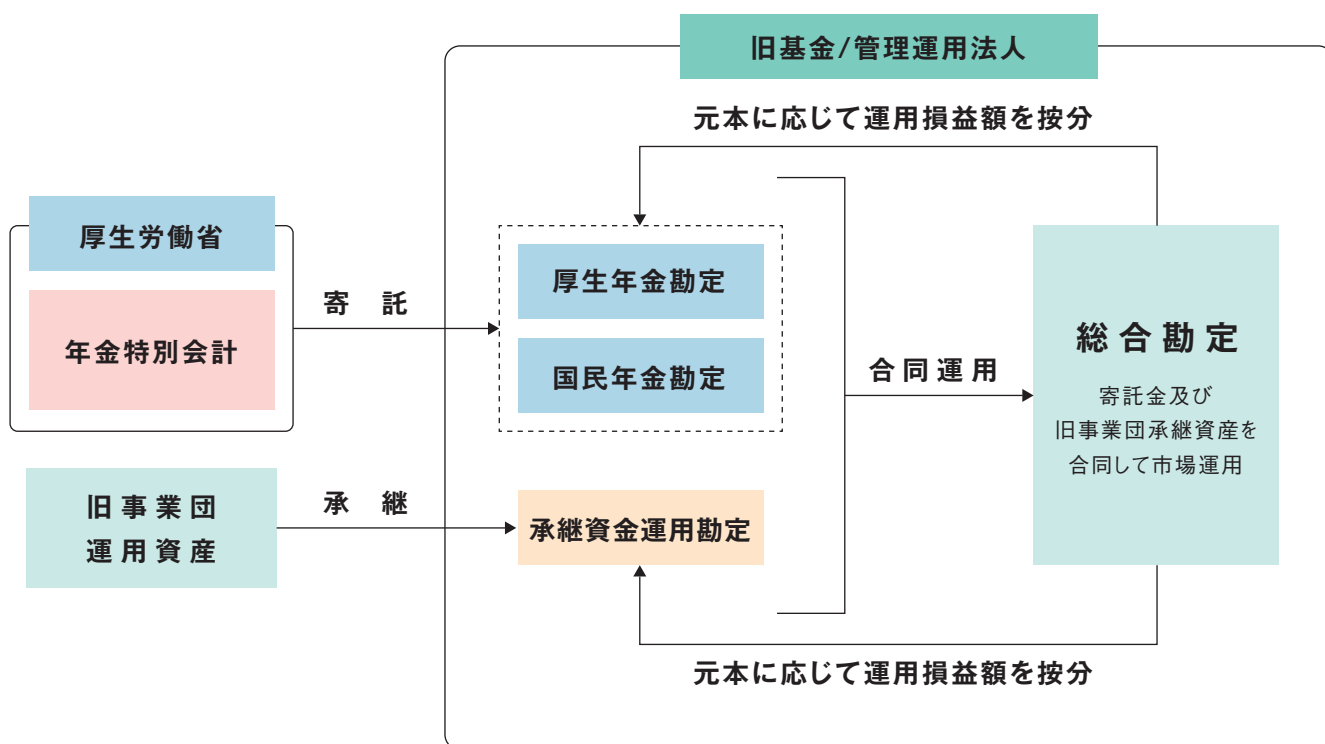 旧基金/管理運用法人
元本に応じて運用損益額を按分
厚生労働省
年金特別会計
寄託
厚生年金勘定
国民年金勘定
合同運用
総合勘定
寄託金及び
旧事業団承継資産を
合同して市場運用
旧事業団
運用資産
承継
承継資金運用勘定
元本に応じて運用損益額を按分